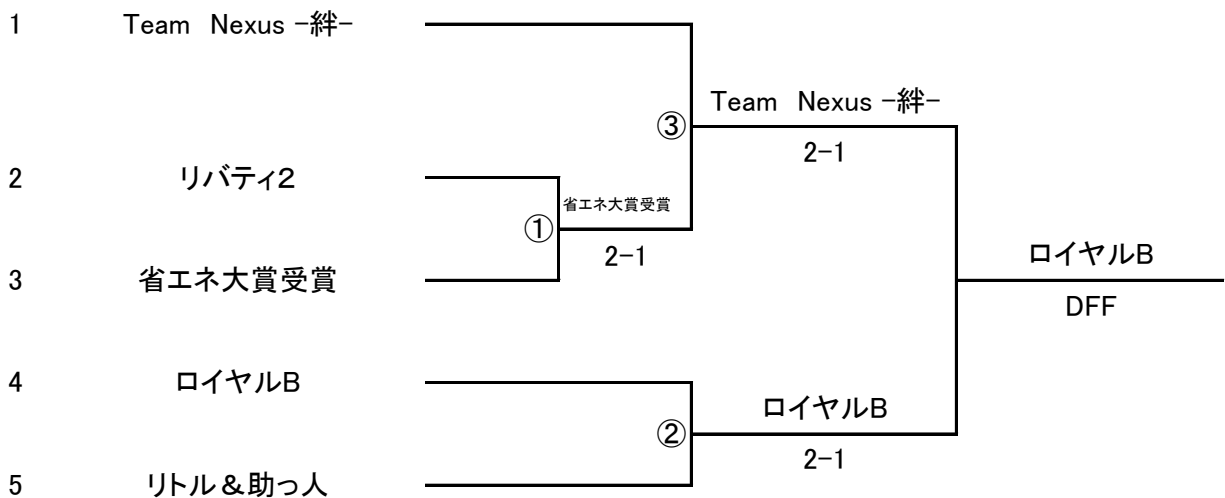 1 Team Nexus -絆-
③
Team Nexus -絆-
2-1
2 リバティ2
①
省エネ大賞受賞
2-1
3 省エネ大賞受賞
ロイヤルB
DFF
4 ロイヤルB
②
ロイヤルB
2-1
5 リトル&助っ人